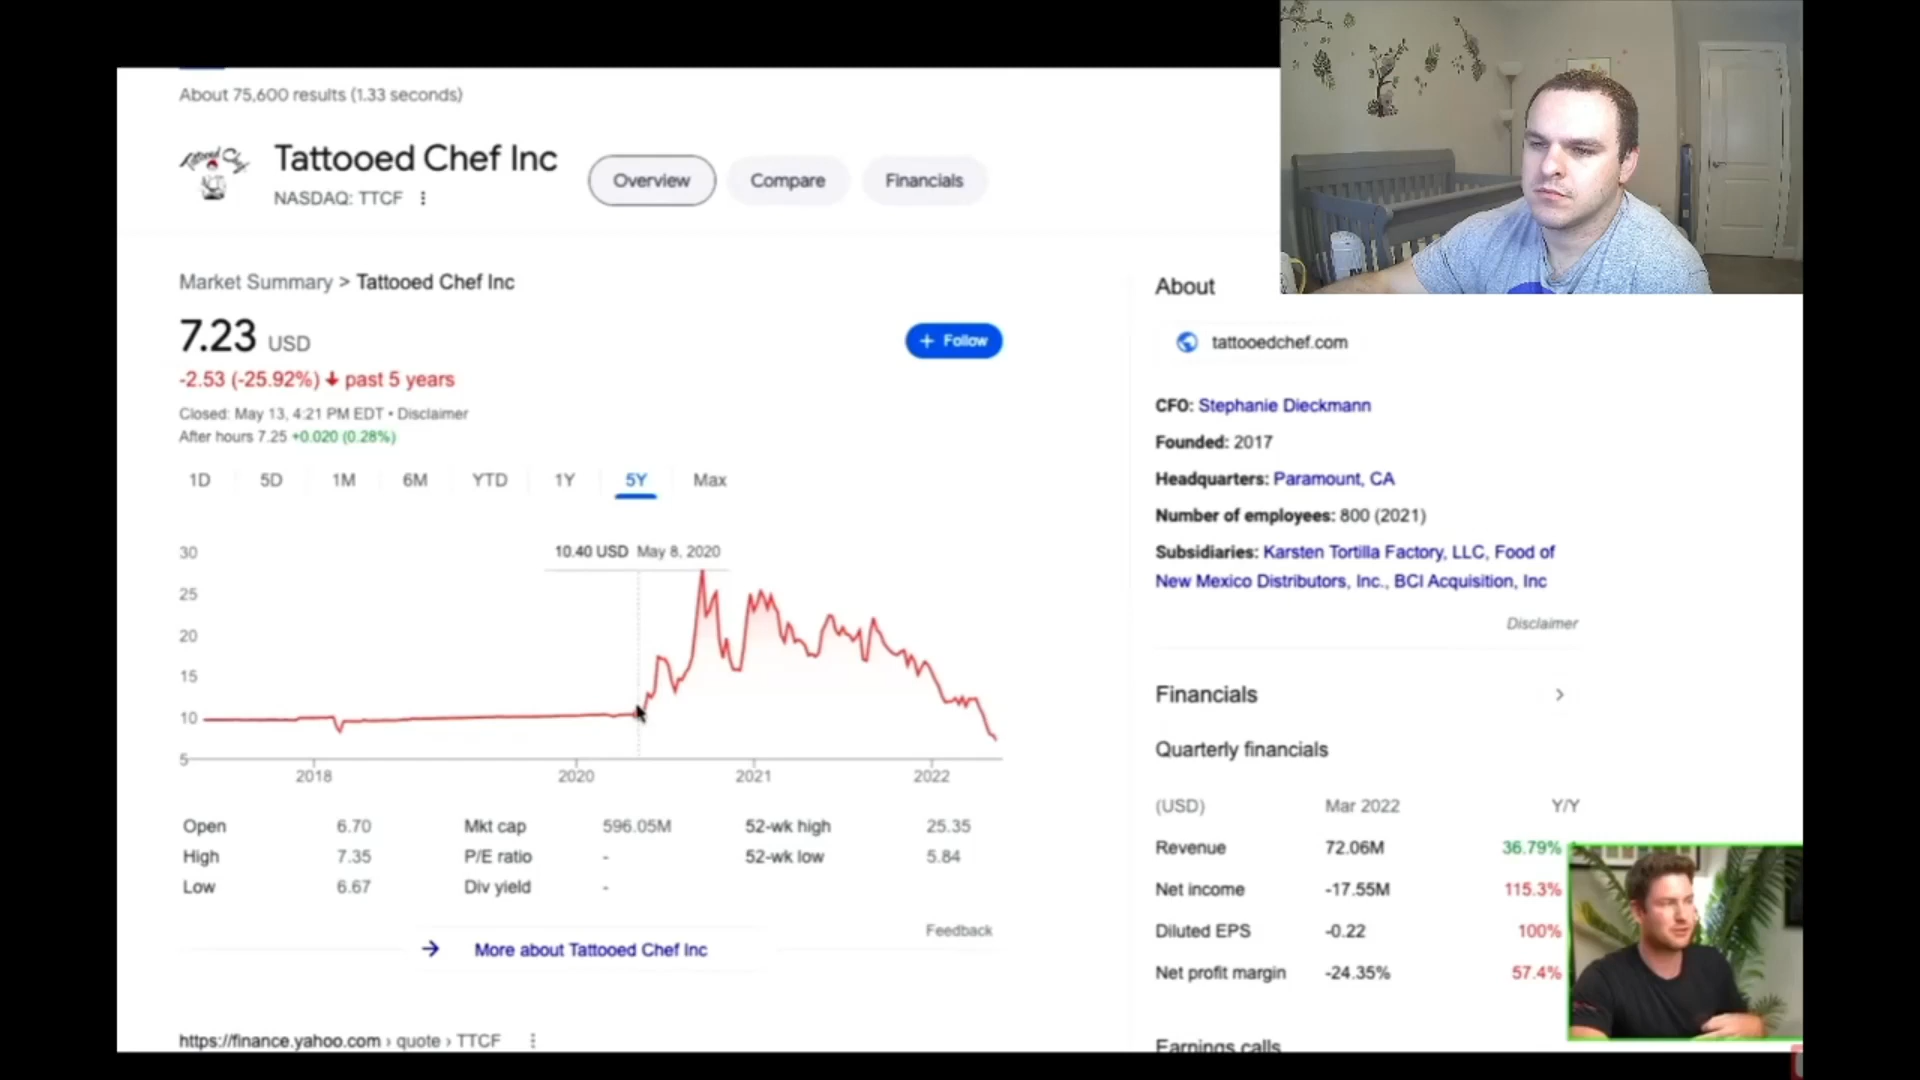 About 75,600 results (1.33 seconds)
Tattooed Chef
Tattooed Chef Inc
NASDAQ: TTCF
Overview
Compare
Financials
Market Summary > Tattooed Chef Inc
7.23 USD
+ Follow
-2.53 (-25.92%) past 5 years
Closed: May 13, 4:21 PM EDT • Disclaimer
After hours 7.25 +0.020 (0.28%)
1D 5D 1M 6M YTD 1Y 5Y Max
10.40 USD May 8, 2020
30
25
20
15
10
5
2018 2020 2021 2022
Open 6.70 Mkt cap 596.05M 52-wk high 25.35
High 7.35 P/E ratio - 52-wk low 5.84
Low 6.67 Div yield -
Feedback
→ More about Tattooed Chef Inc
https://finance.yahoo.com › quote › TTCF
About
tattooedchef.com
CFO: Stephanie Dieckmann
Founded: 2017
Headquarters: Paramount, CA
Number of employees: 800 (2021)
Subsidiaries: Karsten Tortilla Factory, LLC, Food of
New Mexico Distributors, Inc., BCI Acquisition, Inc
Disclaimer
Financials
Quarterly financials
(USD) Mar 2022 Y/Y
Revenue 72.06M 36.79%
Net income -17.55M 115.3%
Diluted EPS -0.22 100%
Net profit margin -24.35% 57.4%
Earnings calls